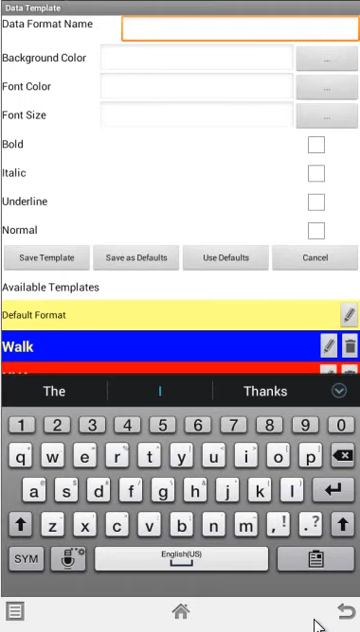 Data Template
Data Format Name
Background Color ...
Font Color ...
Font Size ...
Bold
Italic
Underline
Normal
Save Template Save as Defaults Use Defaults Cancel
Available Templates
Default Format
Walk
The I Thanks
1 2 3 4 5 6 7 8 9 0
q w e r t y u i o p
a s d f g h j k l
z x c v b n m , ! . ?
SYM English(US)